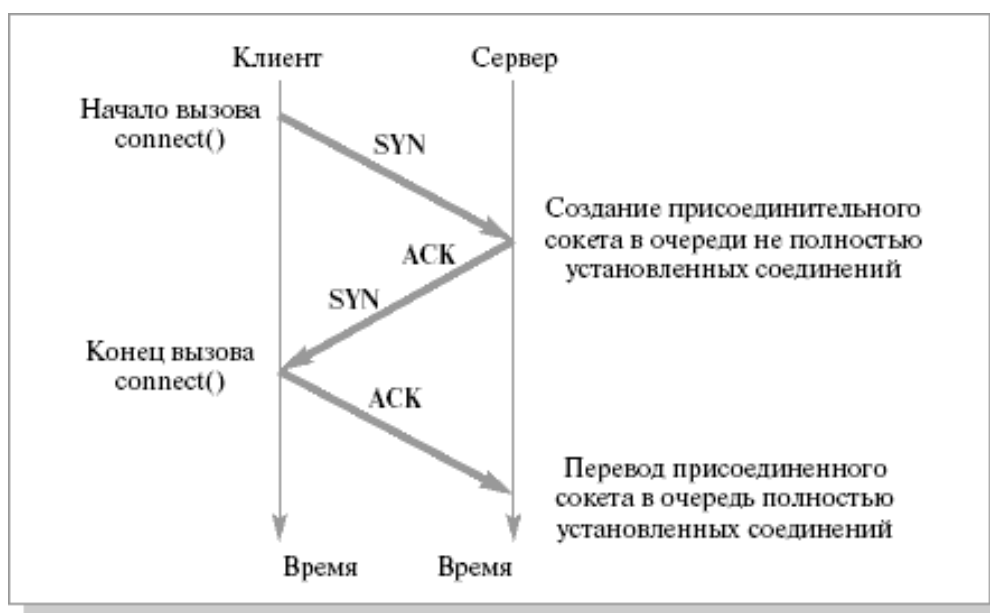 Клиент
Сервер
Начало вызова
connect()
SYN
Создание присоединительного
сокета в очереди не полностью
установленных соединений
ACK
SYN
Конец вызова
connect()
ACK
Перевод присоединенного
сокета в очередь полностью
установленных соединений
Время
Время